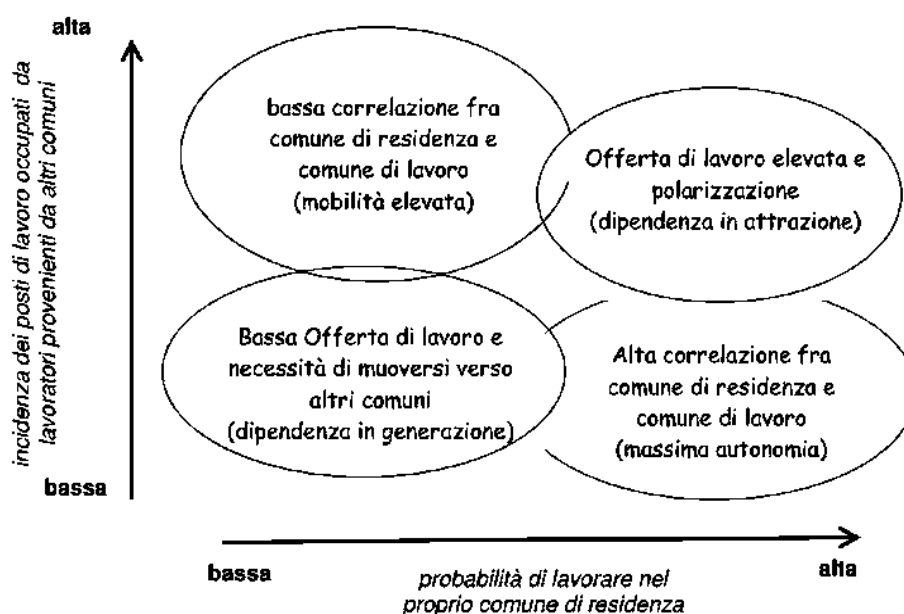 alta
incidenza dei posti di lavoro occupati da
lavoratori provenienti da altri comuni
bassa
bassa correlazione fra
comune di residenza e
comune di lavoro
(mobilità elevata)
Offerta di lavoro elevata e
polarizzazione
(dipendenza in attrazione)
Bassa Offerta di lavoro e
necessità di muoversi verso
altri comuni
(dipendenza in generazione)
Alta correlazione fra
comune di residenza e
comune di lavoro
(massima autonomia)
bassa
alta
probabilità di lavorare nel
proprio comune di residenza